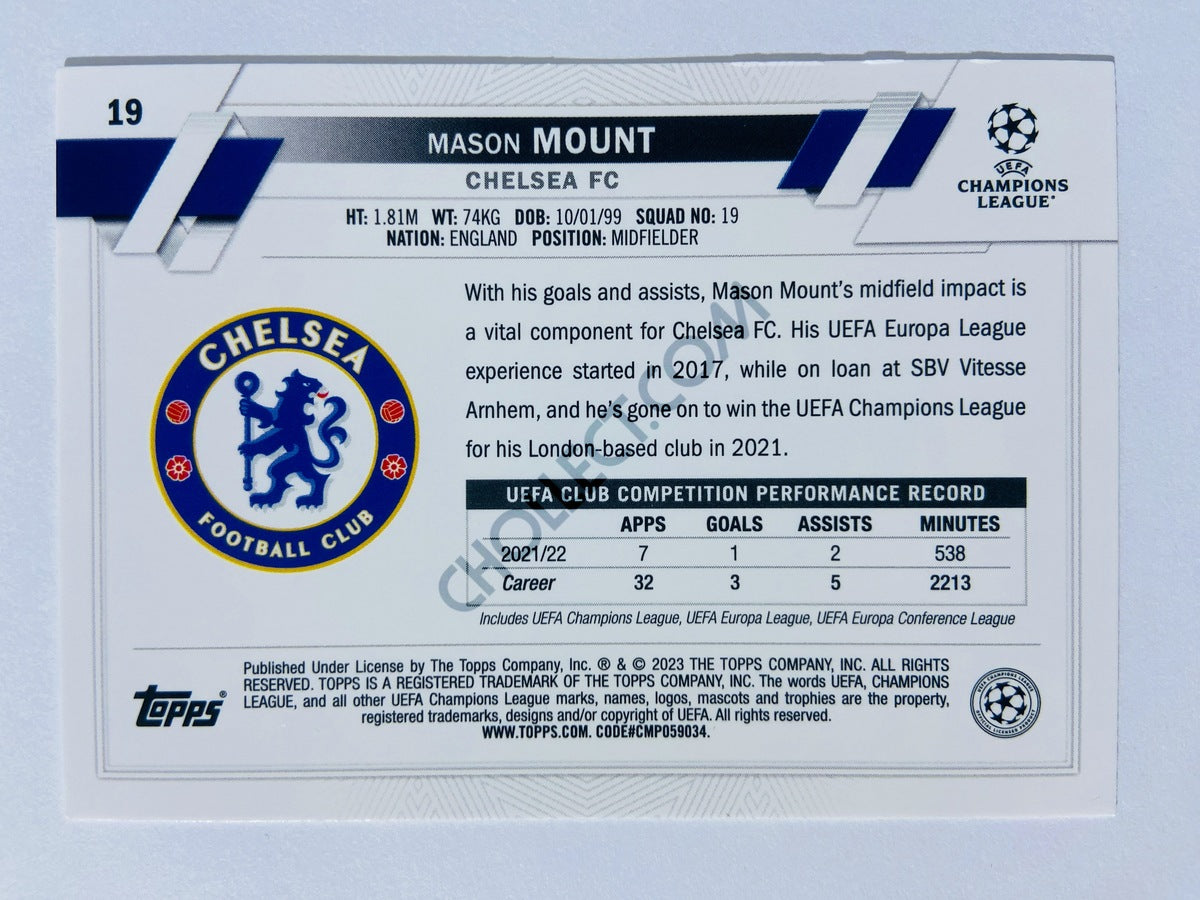 19
MASON MOUNT
CHELSEA FC
UEFA
CHAMPIONS
LEAGUE®
HT: 1.81M WT: 74KG DOB: 10/01/99 SQUAD NO: 19
NATION: ENGLAND POSITION: MIDFIELDER
With his goals and assists, Mason Mount's midfield impact is
a vital component for Chelsea FC. His UEFA Europa League
experience started in 2017, while on loan at SBV Vitesse
Arnhem, and he's gone on to win the UEFA Champions League
for his London-based club in 2021.
CHELSEA
FOOTBALL CLUB
CHOLLECT.COM
UEFA CLUB COMPETITION PERFORMANCE RECORD
APPS GOALS ASSISTS MINUTES
2021/22 7 1 2 538
Career 32 3 5 2213
Includes UEFA Champions League, UEFA Europa League, UEFA Europa Conference League
Topps®
Published Under License by The Topps Company, Inc. ® & © 2023 THE TOPPS COMPANY, INC. ALL RIGHTS
RESERVED. TOPPS IS A REGISTERED TRADEMARK OF THE TOPPS COMPANY, INC. The words UEFA, CHAMPIONS
LEAGUE, and all other UEFA Champions League marks, names, logos, mascots and trophies are the property,
registered trademarks, designs and/or copyright of UEFA. All rights reserved.
WWW.TOPPS.COM. CODE#CMP059034.
UEFA CHAMPIONS LEAGUE
OFFICIAL LICENSED PRODUCT